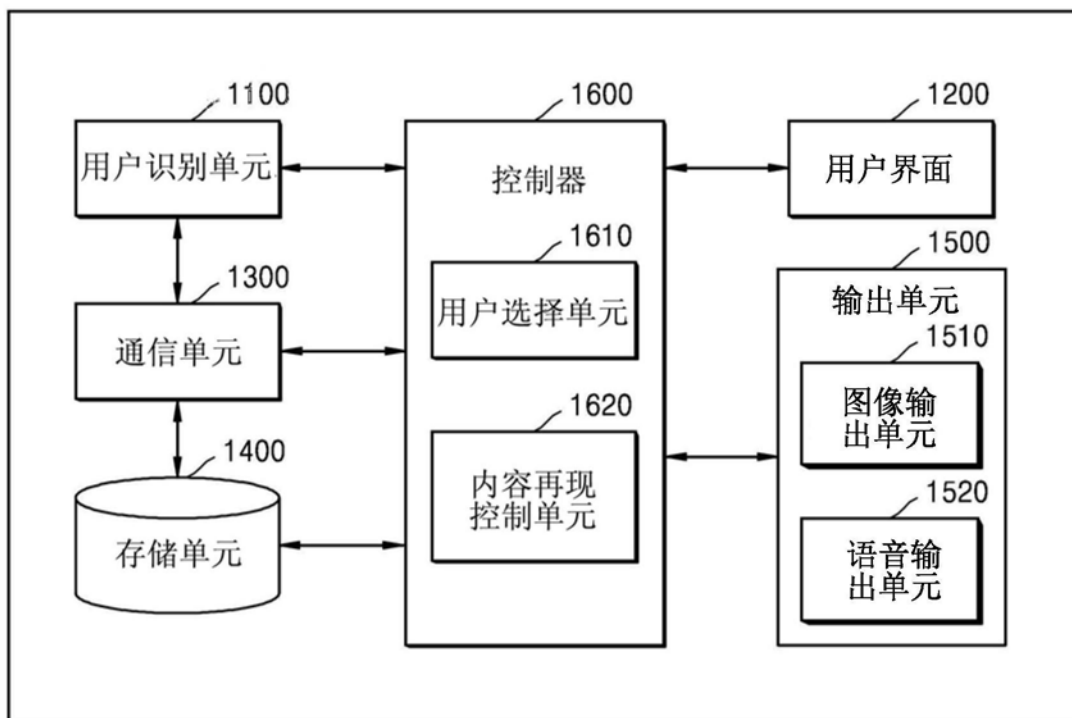 1100
用户识别单元
1300
通信单元
1400
存储单元
1600
控制器
1610
用户选择单元
1620
内容再现
控制单元
1200
用户界面
1500
输出单元
1510
图像输
出单元
1520
语音输
出单元